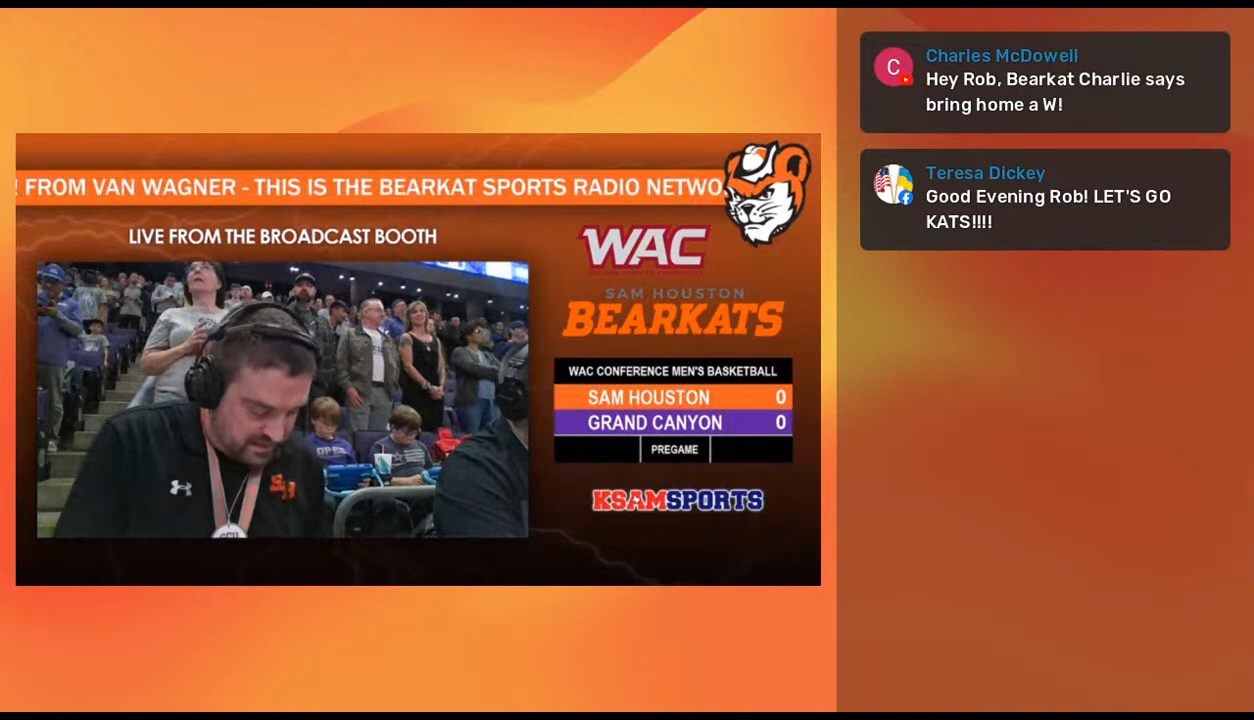 ! FROM VAN WAGNER - THIS IS THE BEARKAT SPORTS RADIO NETWO
LIVE FROM THE BROADCAST BOOTH
WAC
SAM HOUSTON
BEARKATS
WAC CONFERENCE MEN'S BASKETBALL
SAM HOUSTON 0
GRAND CANYON 0
PREGAME
KSAMSPORTS
C
Charles McDowell
Hey Rob, Bearkat Charlie says
bring home a W!
Teresa Dickey
Good Evening Rob! LET'S GO
KATS!!!!